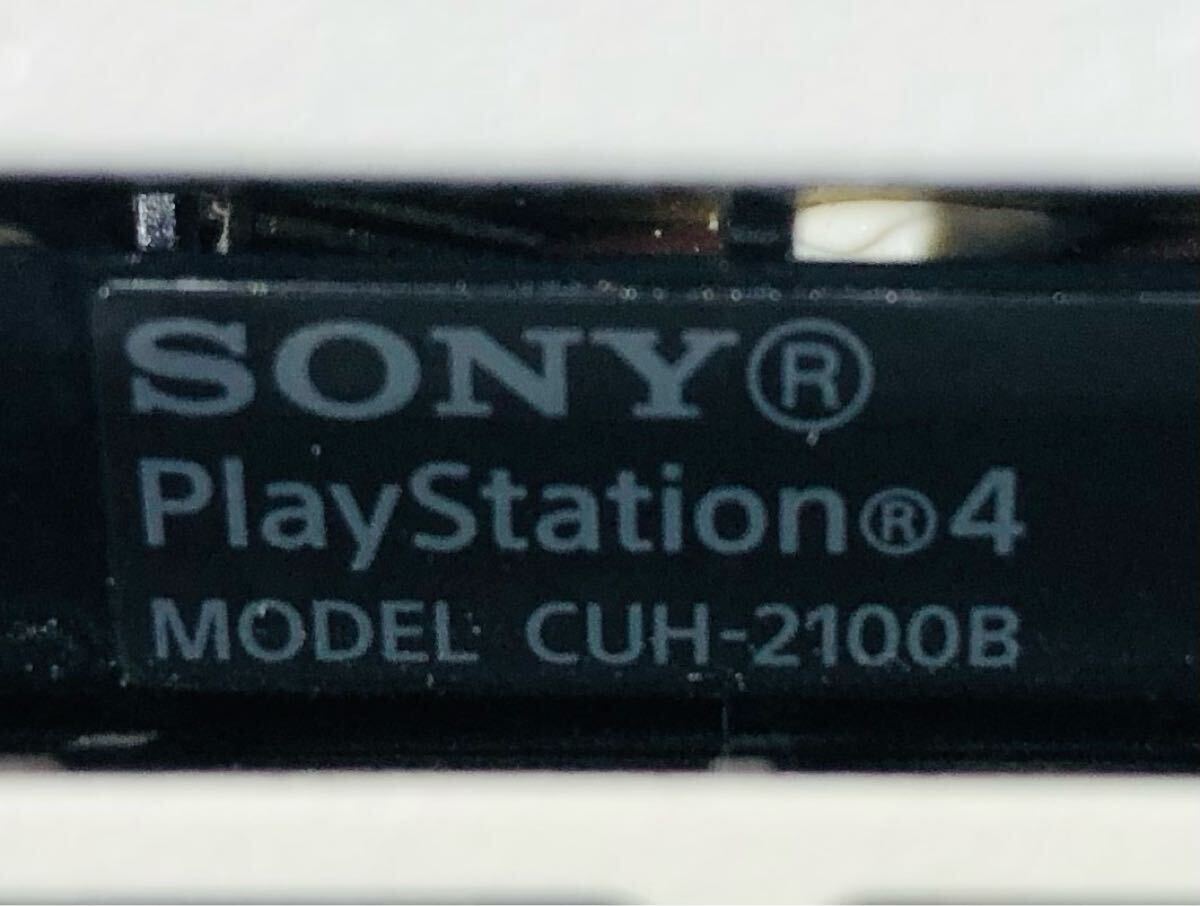 SONY®
PlayStation®4
MODEL CUH-2100B